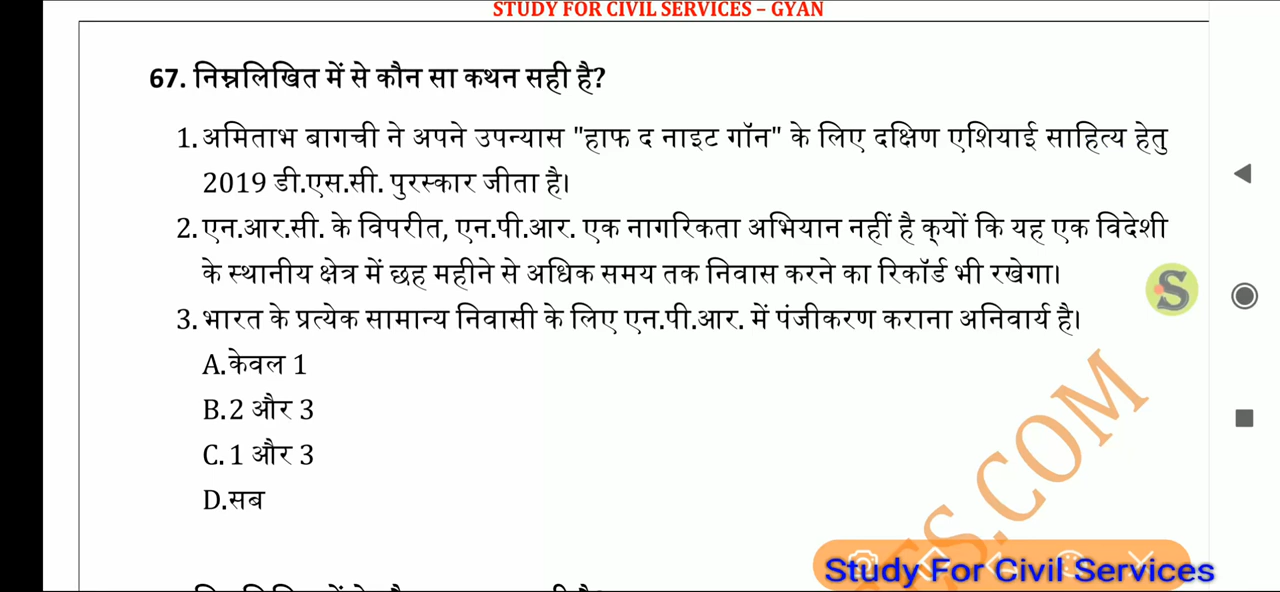 STUDY FOR CIVIL SERVICES – GYAN
67. निम्नलिखित में से कौन सा कथन सही है?
1. अमिताभ बागची ने अपने उपन्यास "हाफ द नाइट गॉन" के लिए दक्षिण एशियाई साहित्य हेतु
2019 डी.एस.सी. पुरस्कार जीता है।
2. एन.आर.सी. के विपरीत, एन.पी.आर. एक नागरिकता अभियान नहीं है क्यों कि यह एक विदेशी
के स्थानीय क्षेत्र में छह महीने से अधिक समय तक निवास करने का रिकॉर्ड भी रखेगा।
3. भारत के प्रत्येक सामान्य निवासी के लिए एन.पी.आर. में पंजीकरण कराना अनिवार्य है।
A. केवल 1
B. 2 और 3
C. 1 और 3
D. सब
S
S.COM
Study For Civil Services